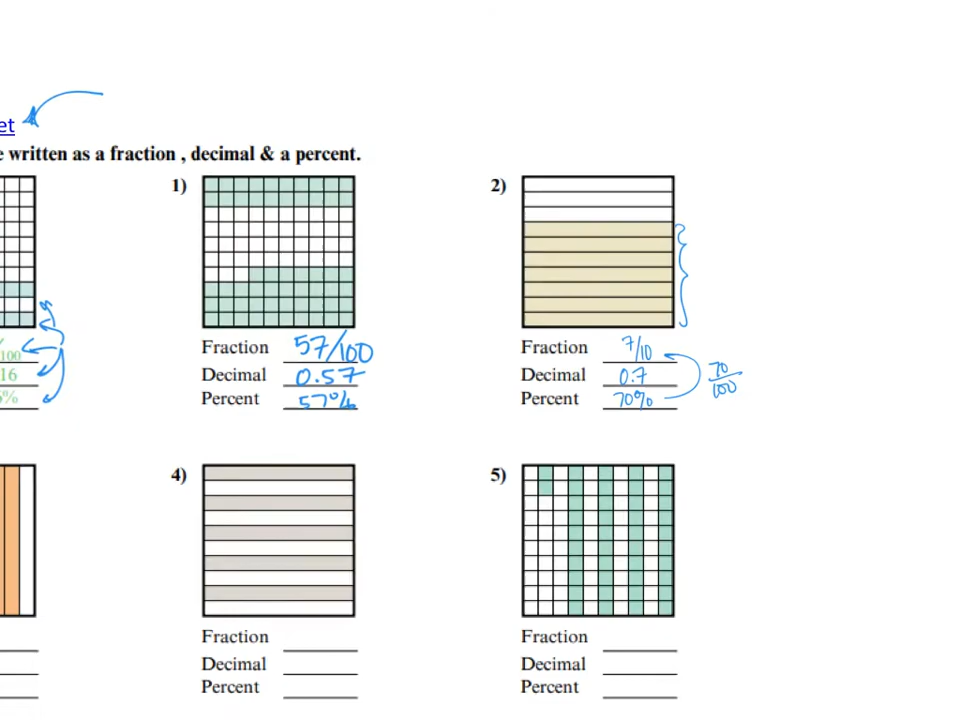 et
e written as a fraction , decimal & a percent.
1)
2)
Fraction 57/100
Decimal 0.57
Percent 57%
Fraction 7/10
Decimal 0.7
Percent 70%
70/100
/100
16
%
4)
5)
Fraction
Decimal
Percent
Fraction
Decimal
Percent